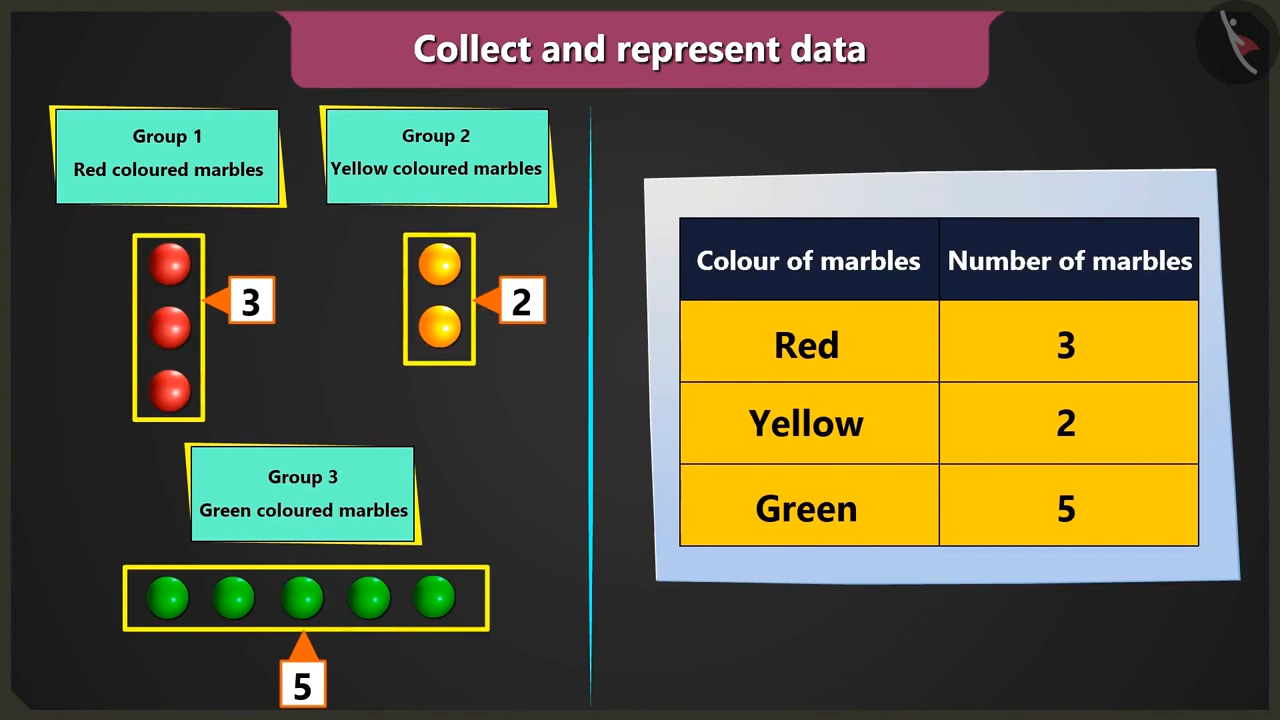 Collect and represent data
Group 1
Red coloured marbles
Group 2
Yellow coloured marbles
3
2
Group 3
Green coloured marbles
5
Colour of marbles Number of marbles
Red 3
Yellow 2
Green 5